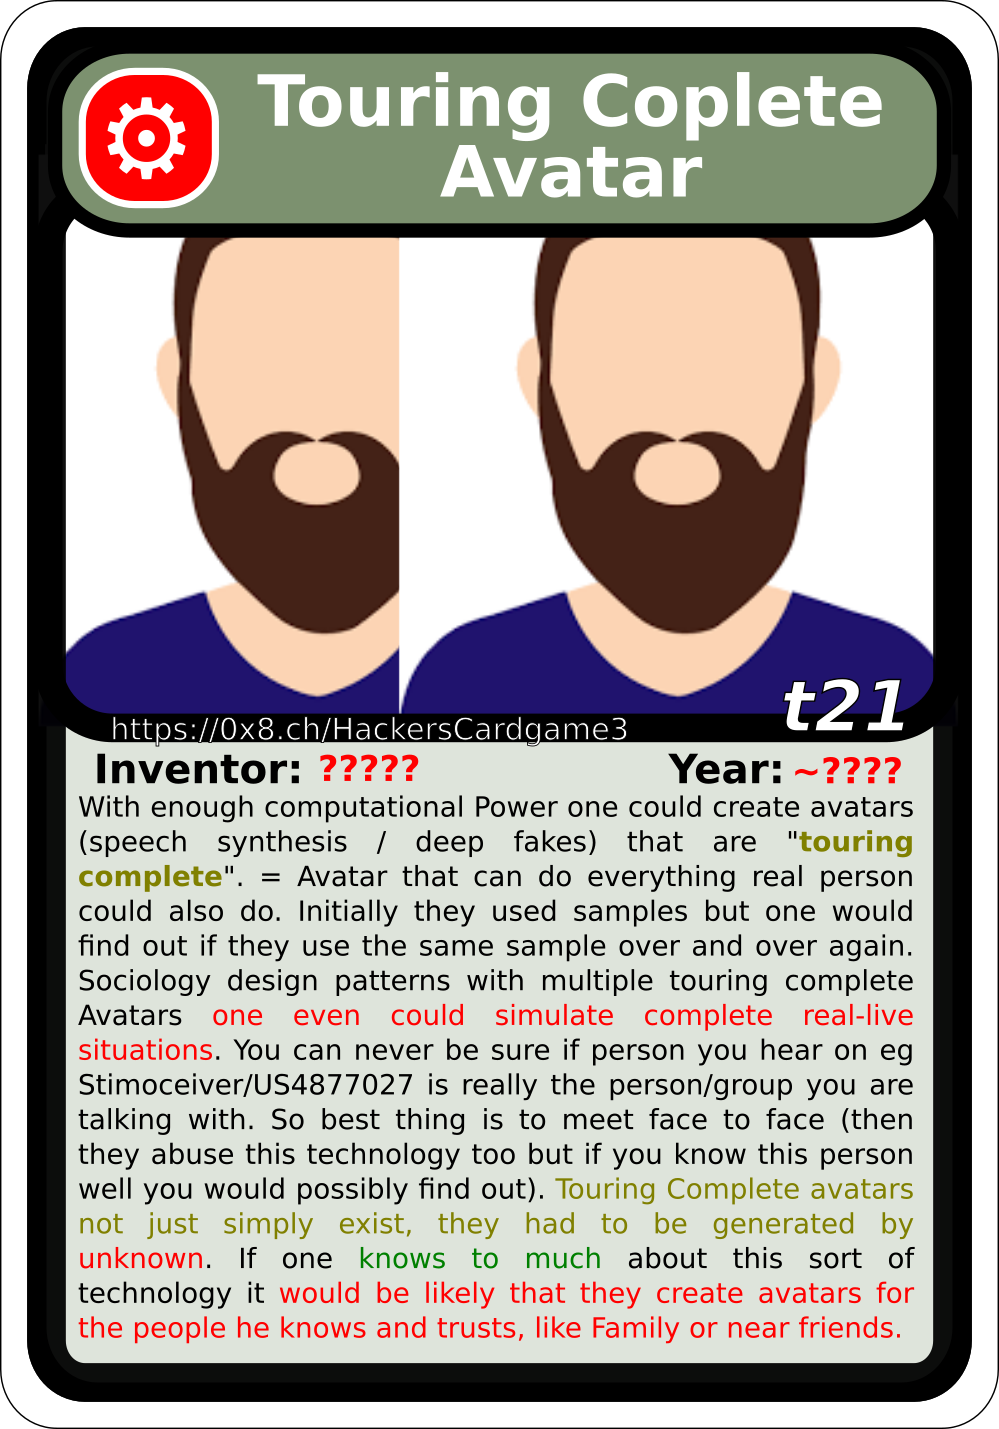 Touring Coplete
Avatar
t21
https://0x8.ch/HackersCardgame3
Inventor: ????? Year: ~????
With enough computational Power one could create avatars
(speech synthesis / deep fakes) that are "touring
complete". = Avatar that can do everything real person
could also do. Initially they used samples but one would
find out if they use the same sample over and over again.
Sociology design patterns with multiple touring complete
Avatars one even could simulate complete real-live
situations. You can never be sure if person you hear on eg
Stimoceiver/US4877027 is really the person/group you are
talking with. So best thing is to meet face to face (then
they abuse this technology too but if you know this person
well you would possibly find out). Touring Complete avatars
not just simply exist, they had to be generated by
unknown. If one knows to much about this sort of
technology it would be likely that they create avatars for
the people he knows and trusts, like Family or near friends.